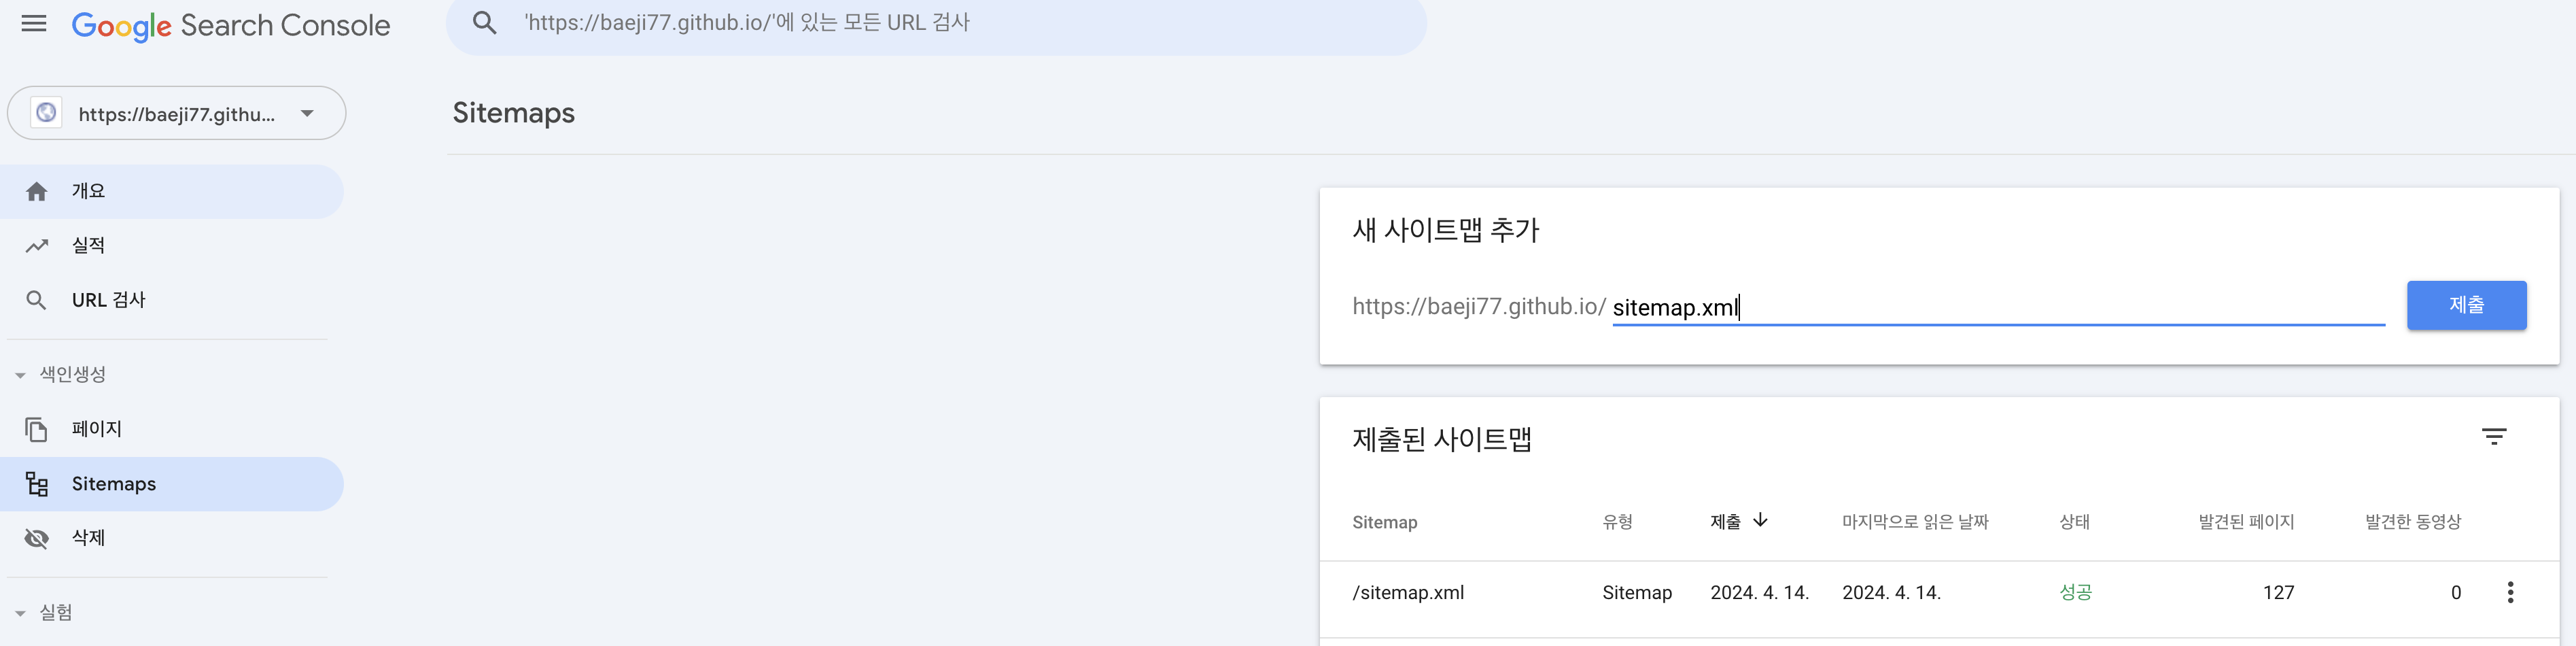 Google Search Console
'https://baeji77.github.io/'에 있는 모든 URL 검사
https://baeji77.githu...
Sitemaps
개요
실적
URL 검사
색인생성
페이지
Sitemaps
삭제
실험
새 사이트맵 추가
https://baeji77.github.io/ sitemap.xml
제출
제출된 사이트맵
Sitemap 유형 제출 마지막으로 읽은 날짜 상태 발견된 페이지 발견한 동영상
/sitemap.xml Sitemap 2024. 4. 14. 2024. 4. 14. 성공 127 0